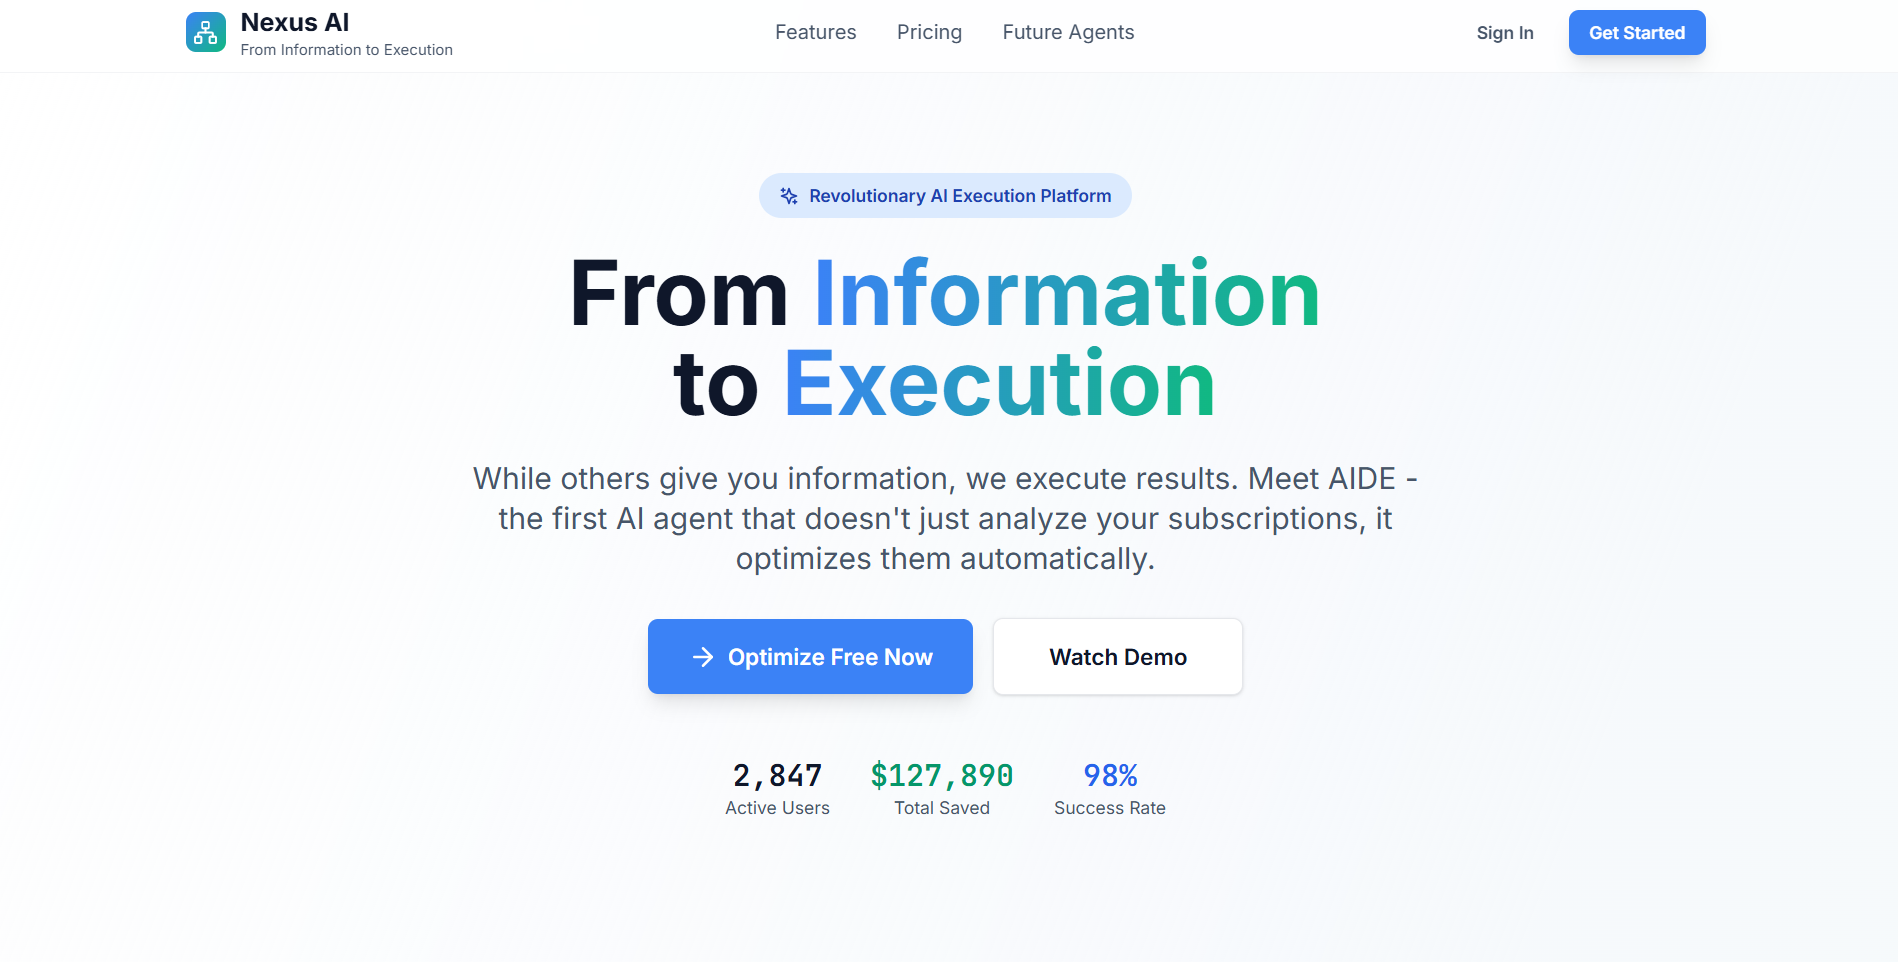 Nexus AI
From Information to Execution
Features
Pricing
Future Agents
Sign In
Get Started
Revolutionary AI Execution Platform
From Information
to Execution
While others give you information, we execute results. Meet AIDE -
the first AI agent that doesn't just analyze your subscriptions, it
optimizes them automatically.
Optimize Free Now
Watch Demo
2,847
Active Users
$127,890
Total Saved
98%
Success Rate